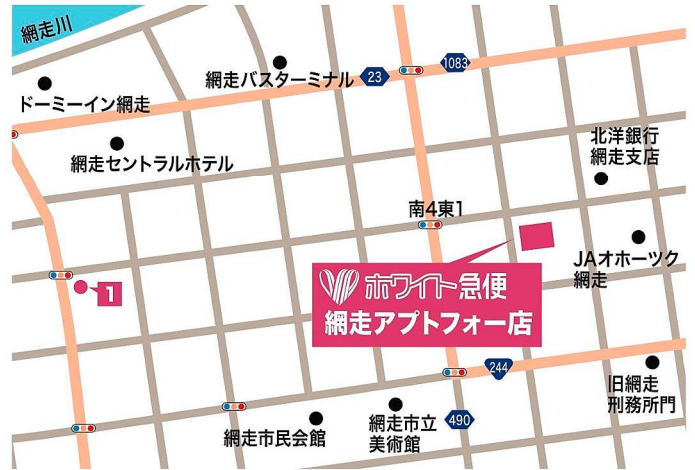 網走川
網走バスターミナル
23
1083
ドーミーイン網走
網走セントラルホテル
北洋銀行
網走支店
南4東1
JAオホーツク
網走
1
ホワイト急便
網走アプトフォー店
244
旧網走
刑務所門
網走市民会館
網走市立
美術館
490